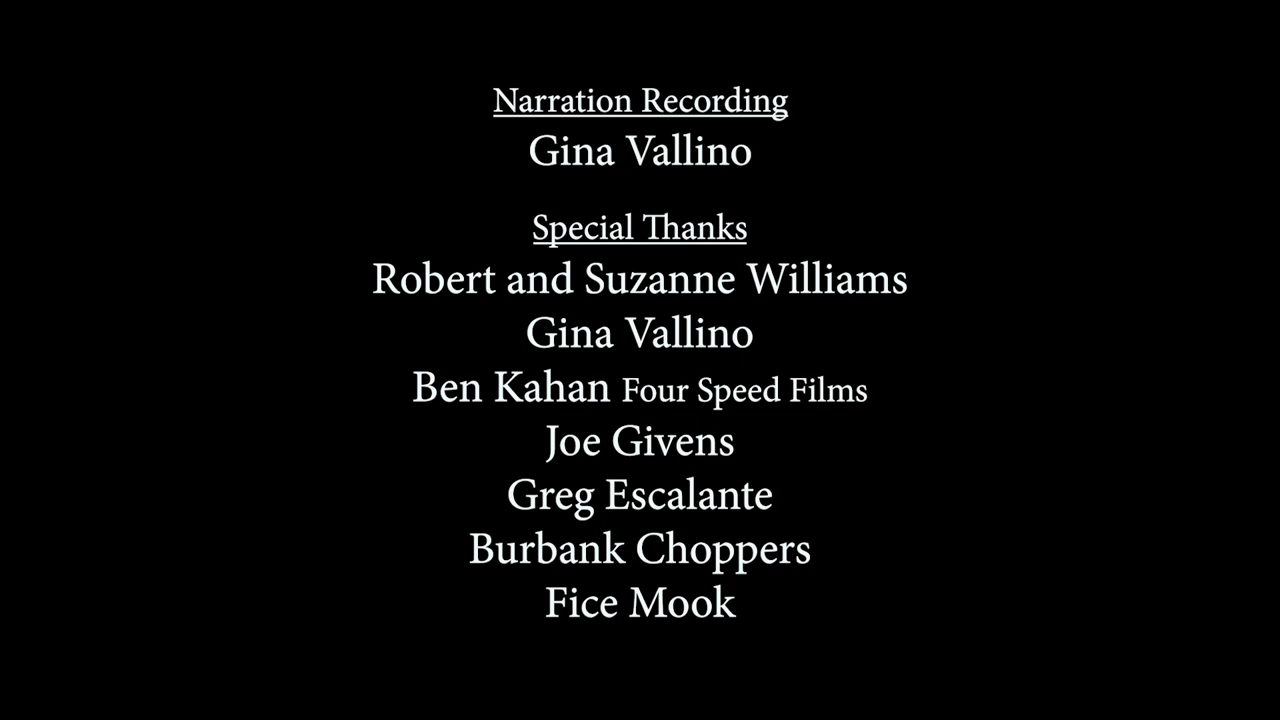 Narration Recording
Gina Vallino
Special Thanks
Robert and Suzanne Williams
Gina Vallino
Ben Kahan Four Speed Films
Joe Givens
Greg Escalante
Burbank Choppers
Fice Mook